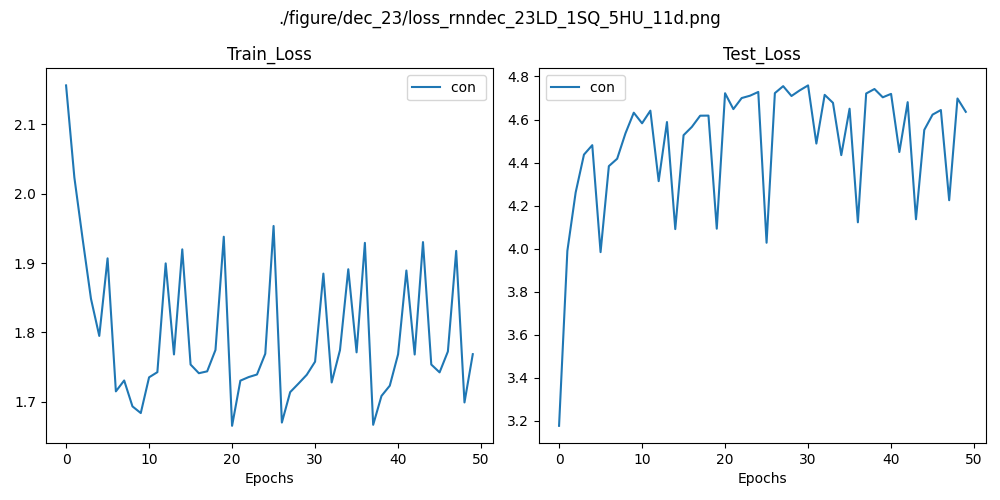 ./figure/dec_23/loss_rnndec_23LD_1SQ_5HU_11d.png
Train_Loss
con
2.1
2.0
1.9
1.8
1.7
0 10 20 30 40 50
Epochs
Test_Loss
con
4.8
4.6
4.4
4.2
4.0
3.8
3.6
3.4
3.2
0 10 20 30 40 50
Epochs